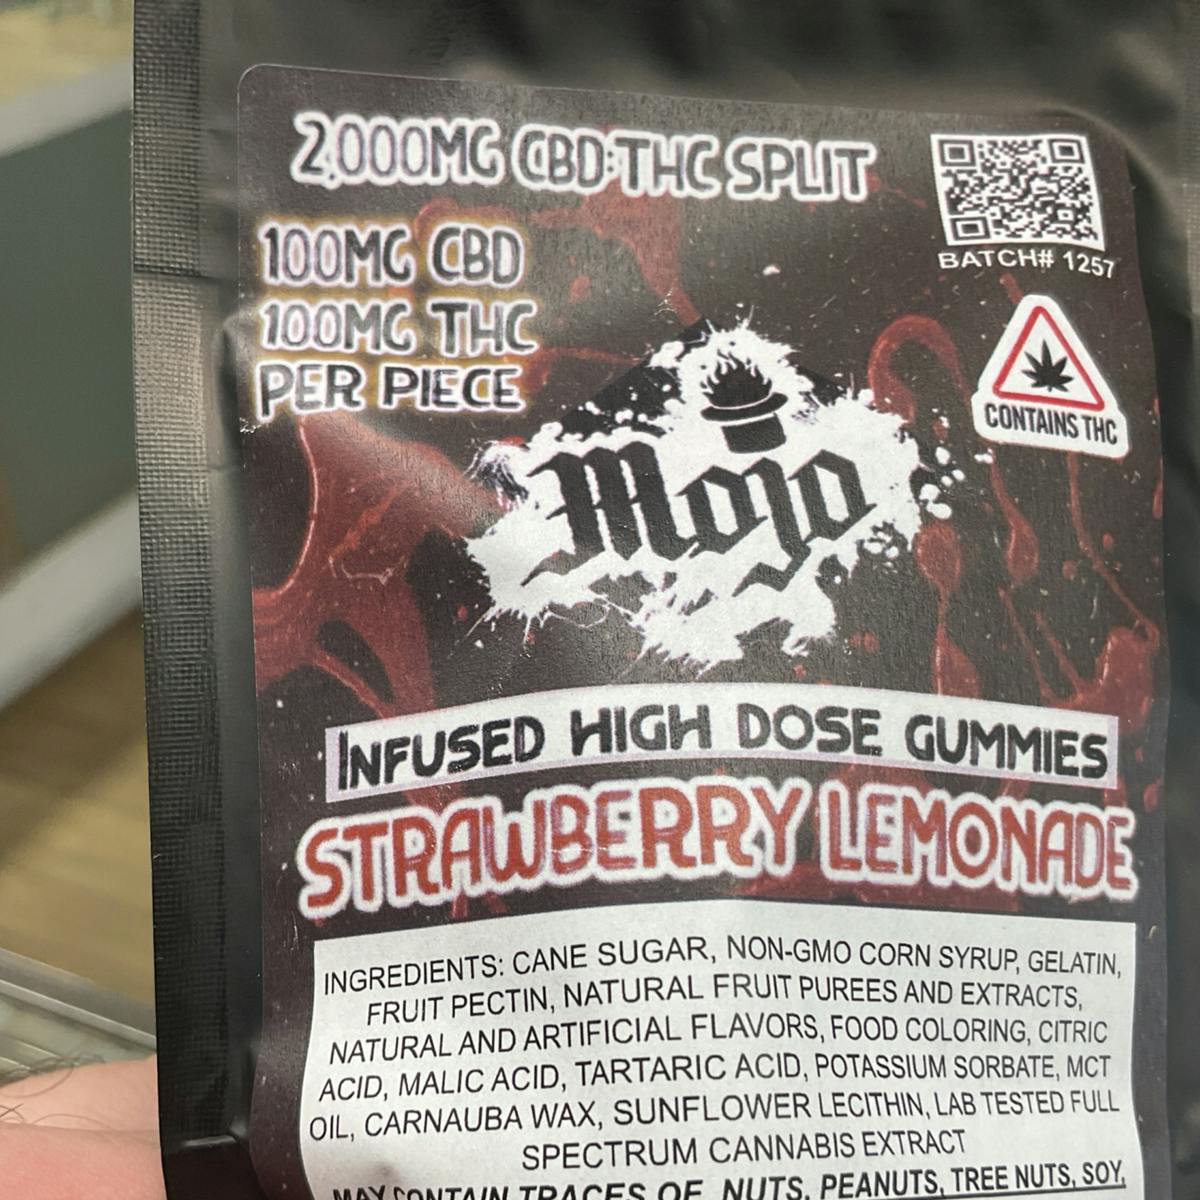 2,000MG CBD:THC SPLIT
100MG CBD
100MG THC
PER PIECE
BATCH# 1257
CONTAINS THC
Mojo
INFUSED HIGH DOSE GUMMIES
STRAWBERRY LEMONADE
INGREDIENTS: CANE SUGAR, NON-GMO CORN SYRUP, GELATIN,
FRUIT PECTIN, NATURAL FRUIT PUREES AND EXTRACTS,
NATURAL AND ARTIFICIAL FLAVORS, FOOD COLORING, CITRIC
ACID, MALIC ACID, TARTARIC ACID, POTASSIUM SORBATE, MCT
OIL, CARNAUBA WAX, SUNFLOWER LECITHIN, LAB TESTED FULL
SPECTRUM CANNABIS EXTRACT
MAY CONTAIN TRACES OF NUTS, PEANUTS, TREE NUTS, SOY,